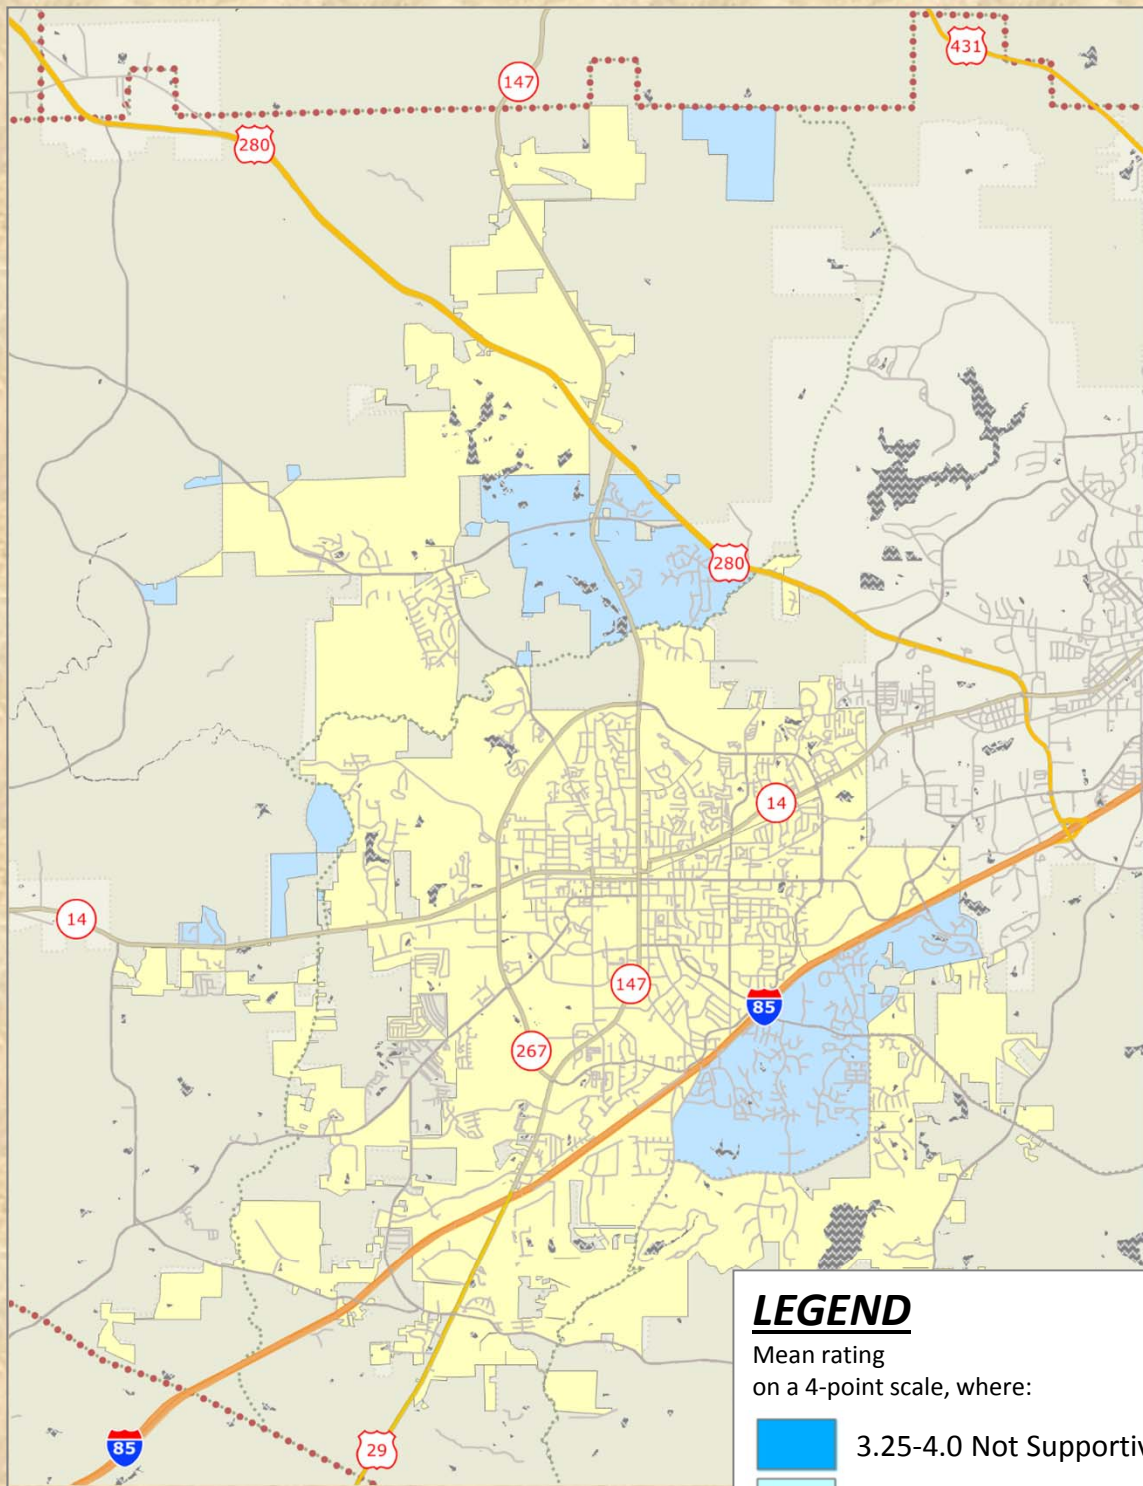 431
147
280
280
14
14
147
85
267
LEGEND
Mean rating
on a 4-point scale, where:
3.25-4.0 Not Supportiv
85
29